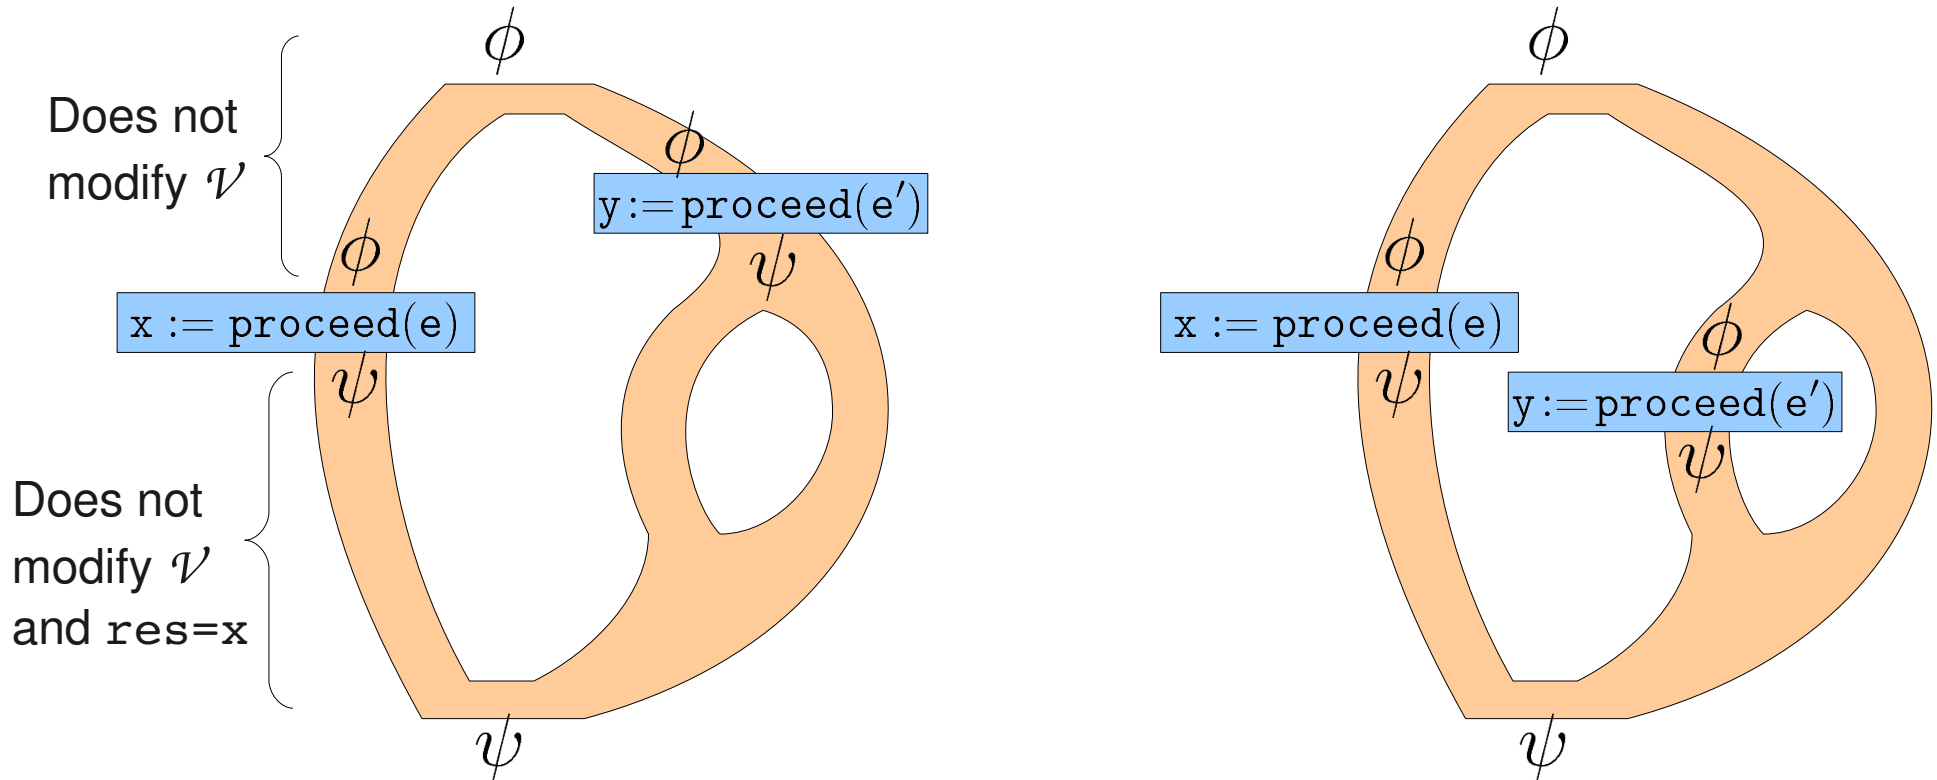 ϕ
Does not
modify 𝒱
ϕ
y:=proceed(e′)
ψ
ϕ
x := proceed(e)
ψ
Does not
modify 𝒱
and res=x
ψ
ϕ
ϕ
x := proceed(e)
ψ
ϕ
y:=proceed(e′)
ψ
ψ